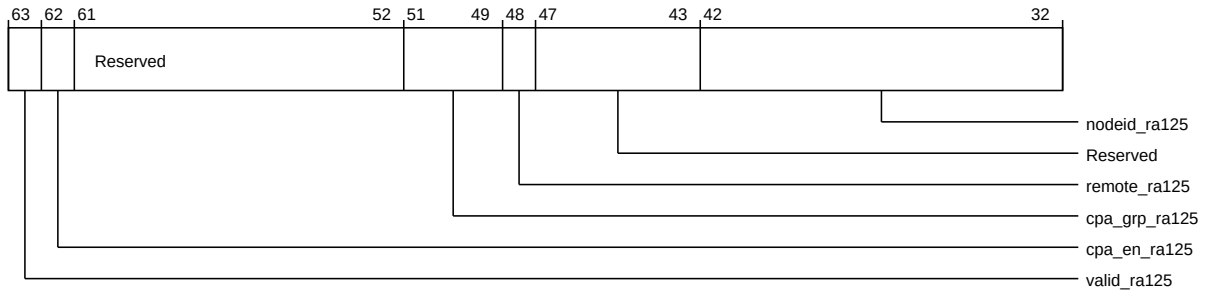 63 62 61 52 51 49 48 47 43 42 32
Reserved
nodeid_ra125
Reserved
remote_ra125
cpa_grp_ra125
cpa_en_ra125
valid_ra125